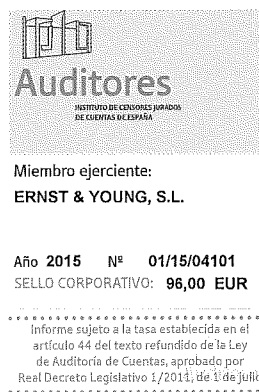 Auditores
INSTITUTO DE CENSORES JURADOS
DE CUENTAS DE ESPAÑA
Miembro ejerciente:
ERNST & YOUNG, S.L.
Año 2015 Nº 01/15/04101
SELLO CORPORATIVO: 96,00 EUR
Informe sujeto a la tasa establecida en el
artículo 44 del texto refundido de la Ley
de Auditoría de Cuentas, aprobado por
Real Decreto Legislativo 1/2011, de 1 de juli